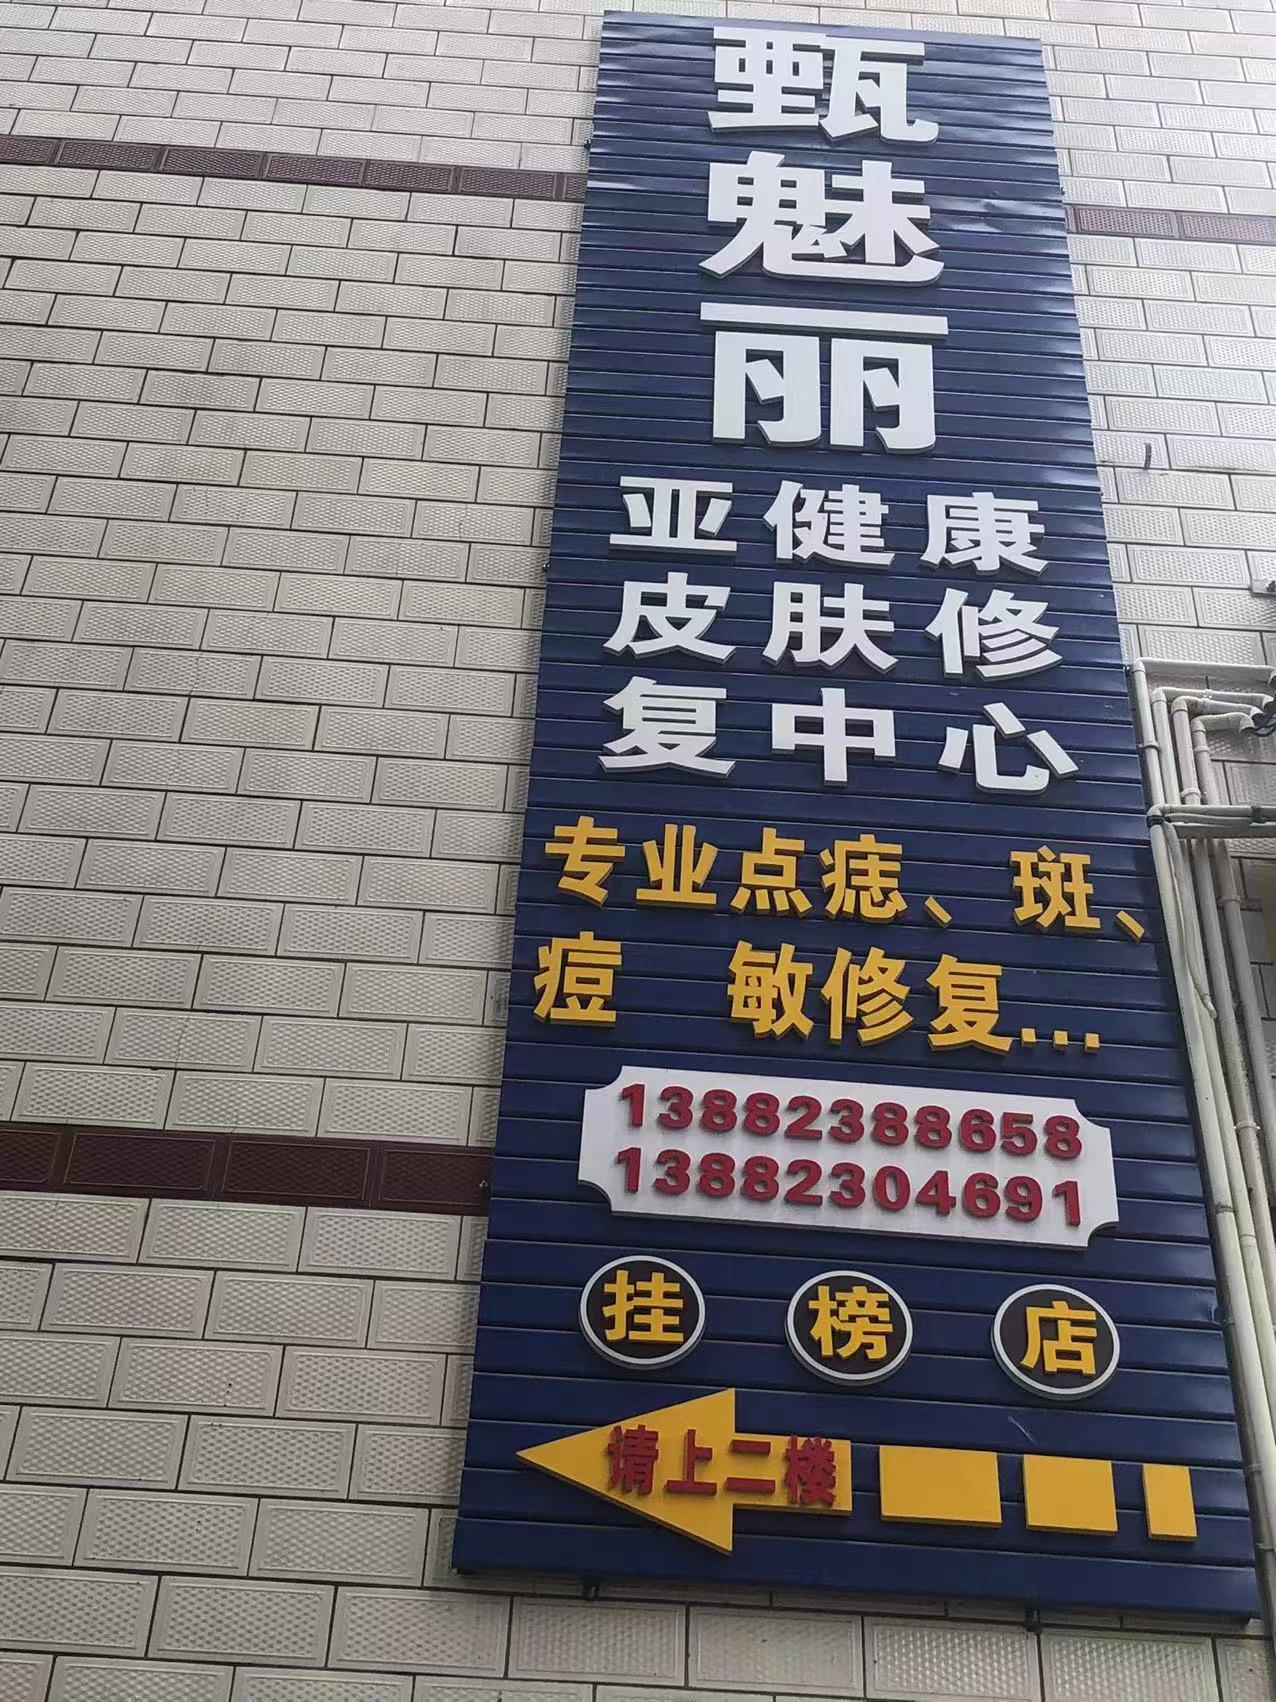 甄
魅
丽
亚健康
皮肤修
复中心
专业点痣、斑、
痘 敏修复...
13882388658
13882304691
挂 榜 店
请上二楼